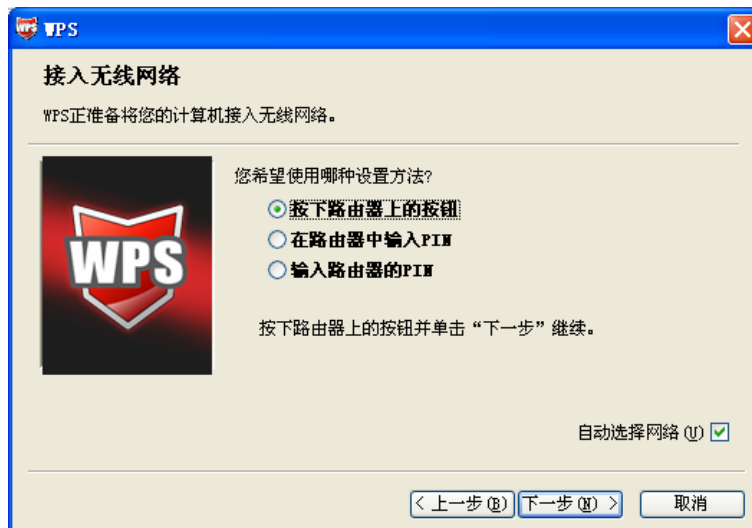 WPS
WPS
接入无线网络
WPS正准备将您的计算机接入无线网络。
您希望使用哪种设置方法?
按下路由器上的按钮
在路由器中输入PIN
输入路由器的PIN
WPS
按下路由器上的按钮并单击“下一步”继续。
自动选择网络(U)
< 上一步(B) 下一步(N) > 取消